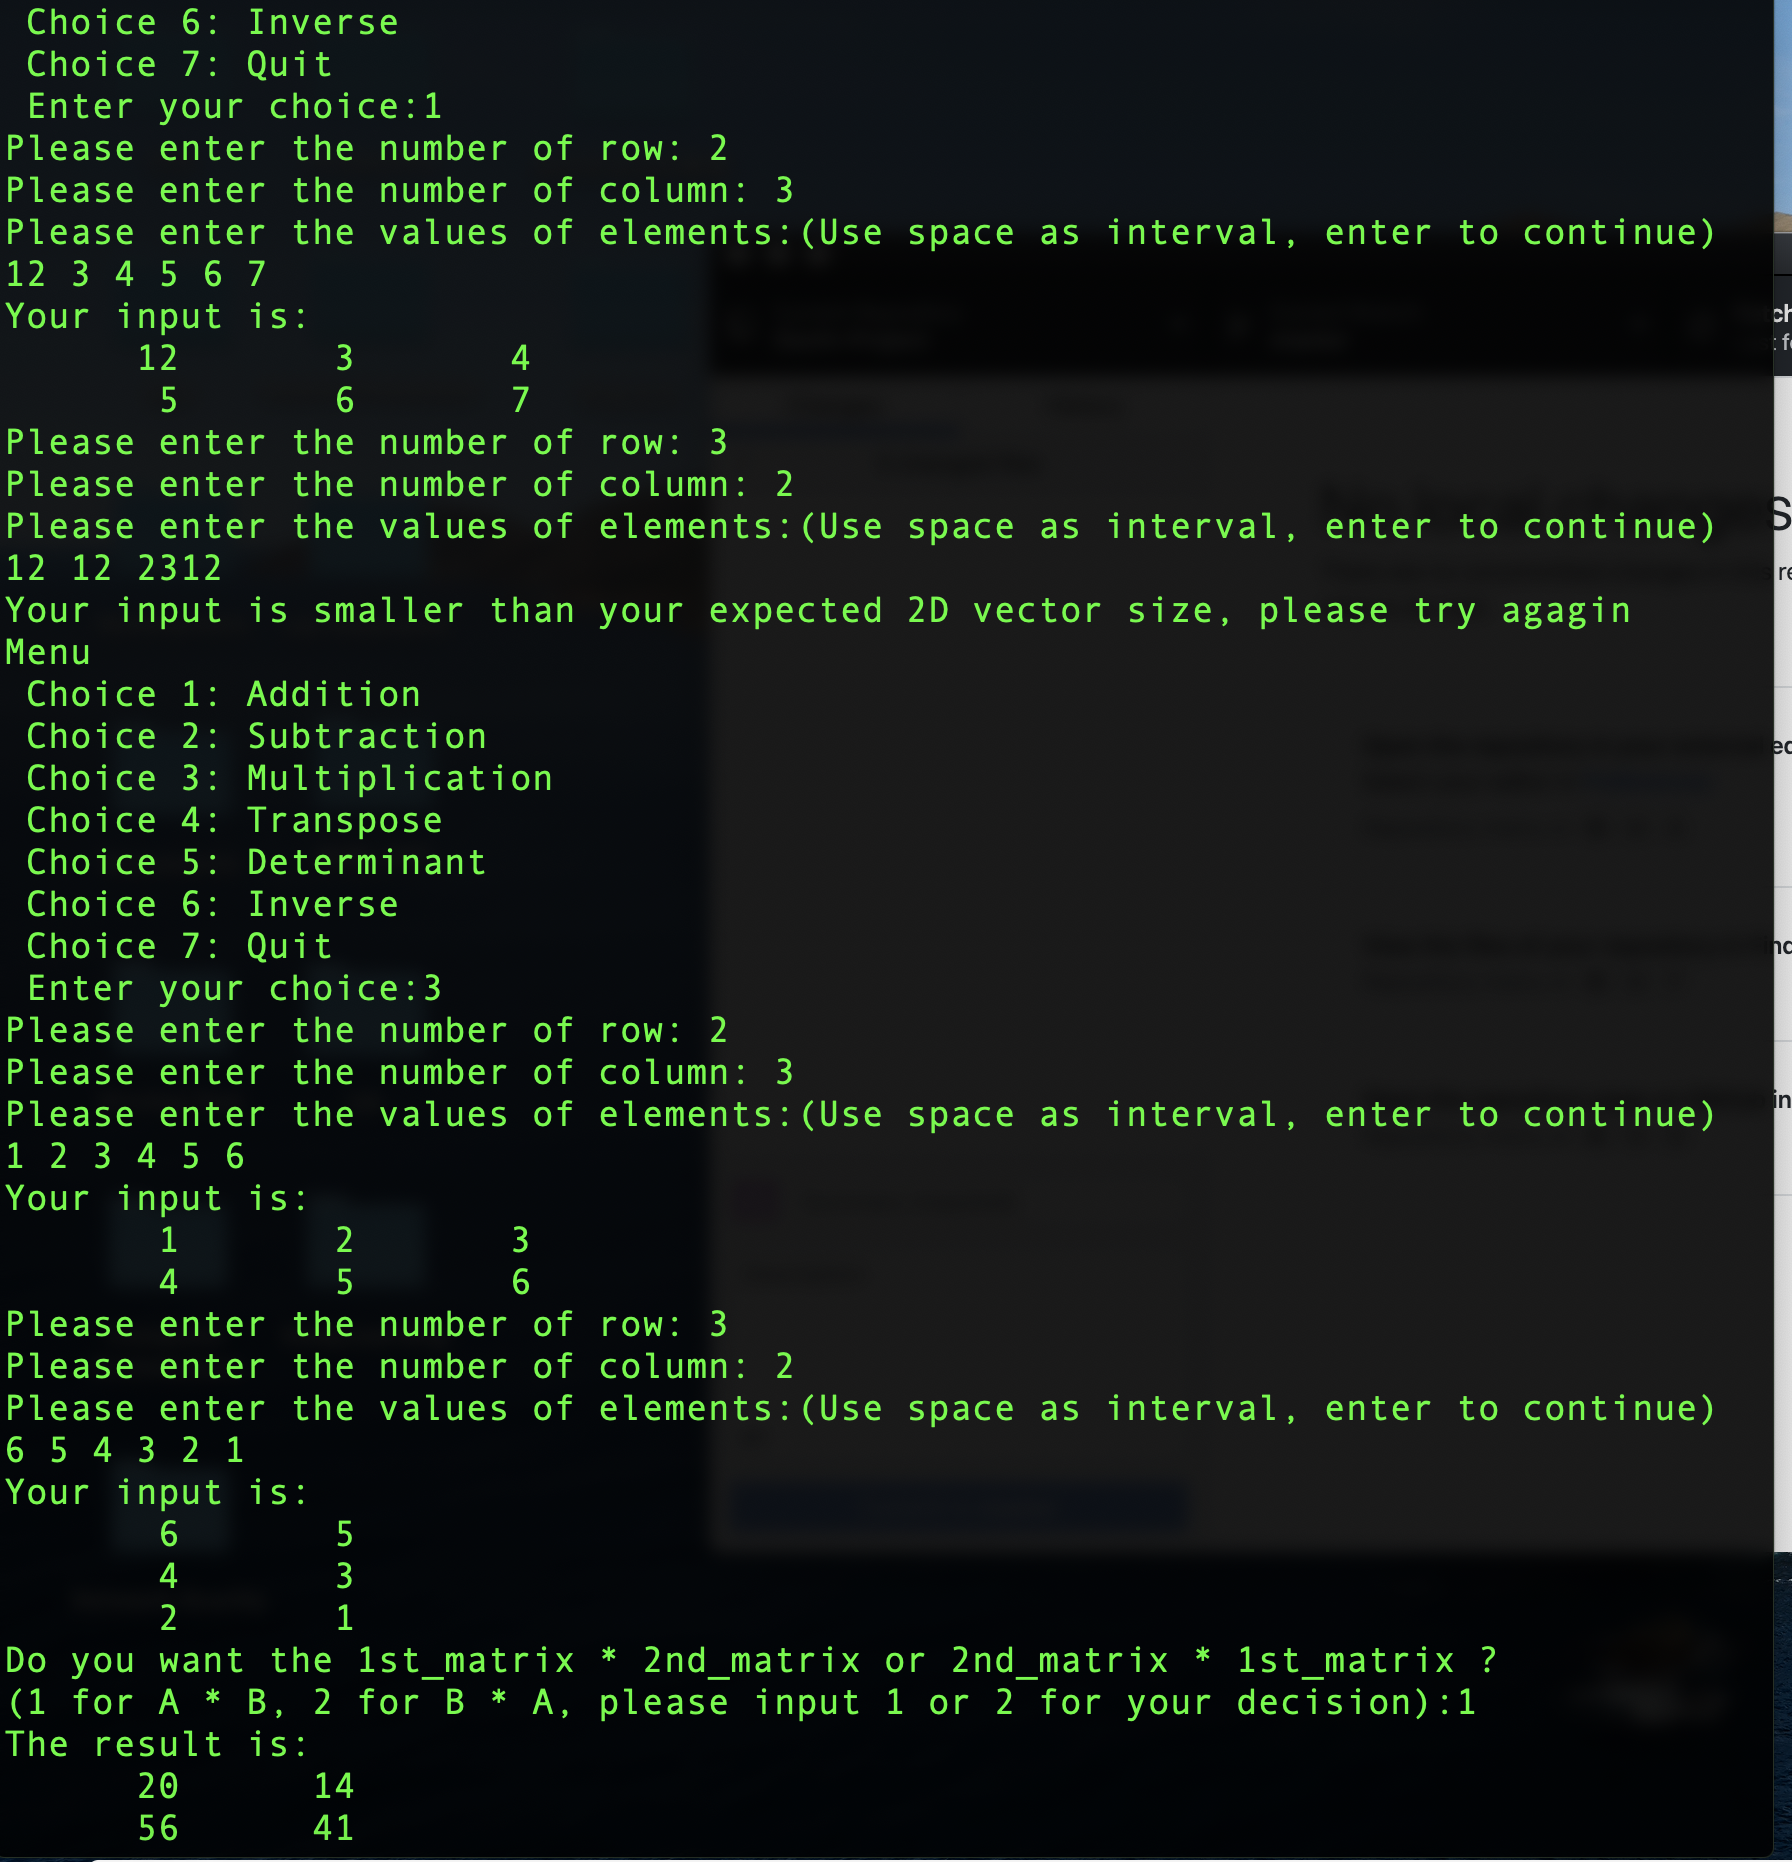 Choice 6: Inverse
Choice 7: Quit
Enter your choice:1
Please enter the number of row: 2
Please enter the number of column: 3
Please enter the values of elements:(Use space as interval, enter to continue)
12 3 4 5 6 7
Your input is:
12 3 4
5 6 7
Please enter the number of row: 3
Please enter the number of column: 2
Please enter the values of elements:(Use space as interval, enter to continue)
12 12 2312
Your input is smaller than your expected 2D vector size, please try agagin
Menu
Choice 1: Addition
Choice 2: Subtraction
Choice 3: Multiplication
Choice 4: Transpose
Choice 5: Determinant
Choice 6: Inverse
Choice 7: Quit
Enter your choice:3
Please enter the number of row: 2
Please enter the number of column: 3
Please enter the values of elements:(Use space as interval, enter to continue)
1 2 3 4 5 6
Your input is:
1 2 3
4 5 6
Please enter the number of row: 3
Please enter the number of column: 2
Please enter the values of elements:(Use space as interval, enter to continue)
6 5 4 3 2 1
Your input is:
6 5
4 3
2 1
Do you want the 1st_matrix * 2nd_matrix or 2nd_matrix * 1st_matrix ?
(1 for A * B, 2 for B * A, please input 1 or 2 for your decision):1
The result is:
20 14
56 41